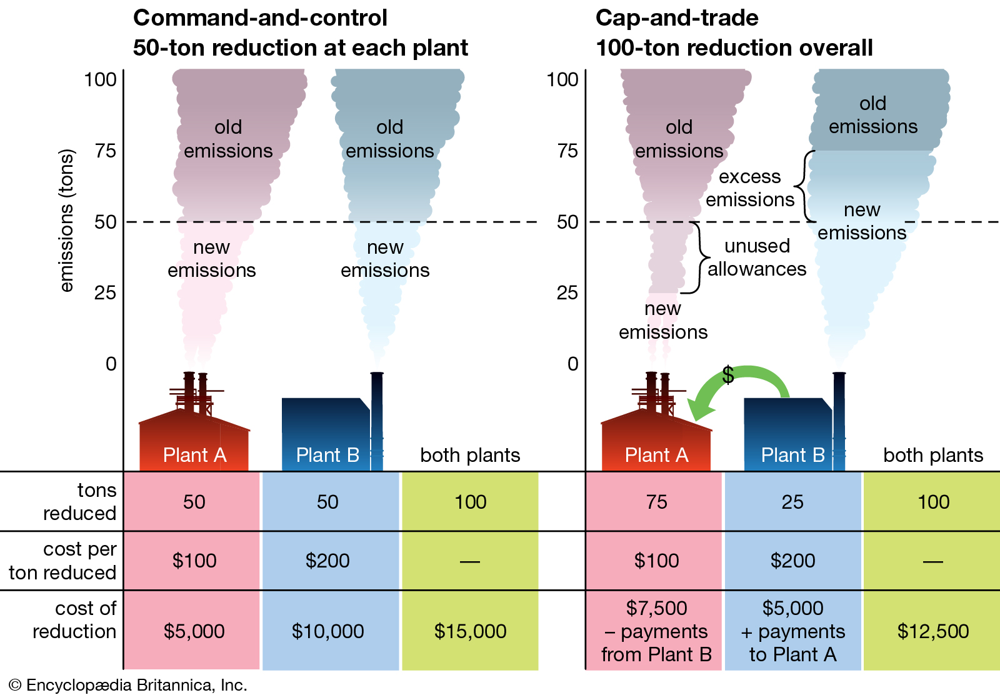 Command-and-control
50-ton reduction at each plant
100
75
50
25
0
emissions (tons)
old
emissions
old
emissions
new
emissions
new
emissions
Plant A
Plant B
both plants
Cap-and-trade
100-ton reduction overall
100
75
50
25
0
old
emissions
old
emissions
excess
emissions
new
emissions
unused
allowances
new
emissions
$
Plant A
Plant B
both plants
tons
reduced
50 50 100 75 25 100
cost per
ton reduced
$100 $200 — $100 $200 —
cost of
reduction
$5,000 $10,000 $15,000
$7,500
– payments
from Plant B
$5,000
+ payments
to Plant A
$12,500
© Encyclopædia Britannica, Inc.